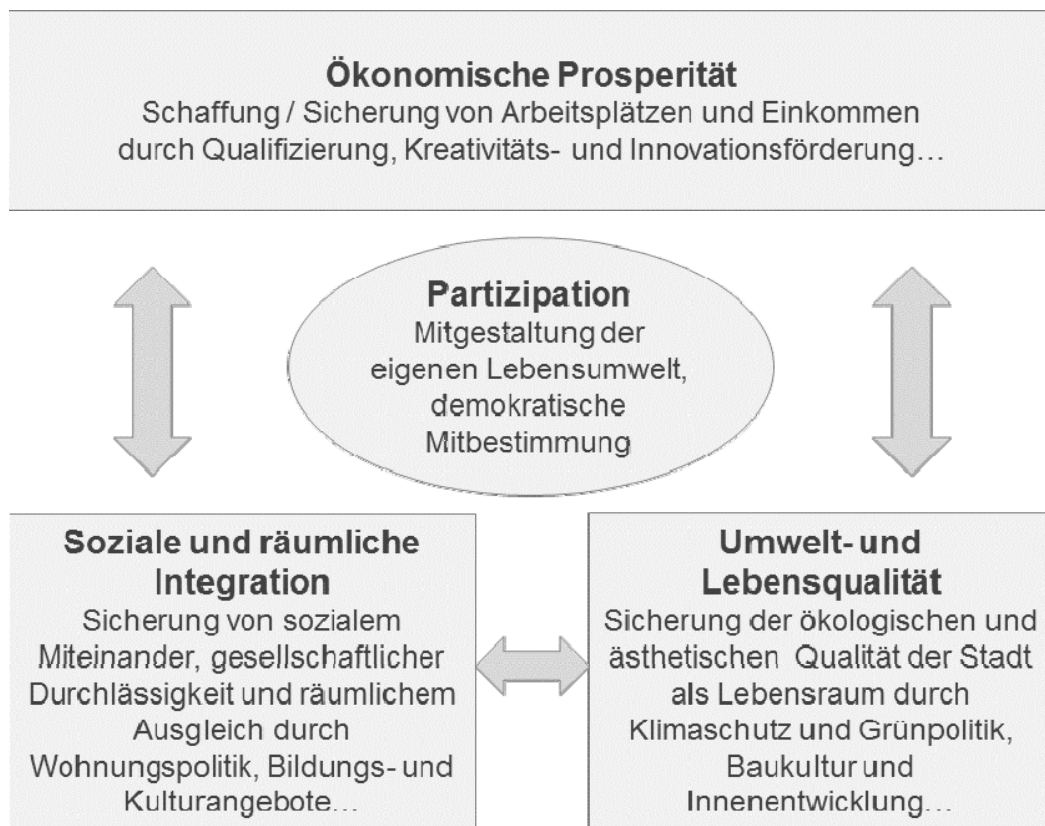 Ökonomische Prosperität
Schaffung / Sicherung von Arbeitsplätzen und Einkommen
durch Qualifizierung, Kreativitäts- und Innovationsförderung…
Partizipation
Mitgestaltung der
eigenen Lebensumwelt,
demokratische
Mitbestimmung
Soziale und räumliche
Integration
Sicherung von sozialem
Miteinander, gesellschaftlicher
Durchlässigkeit und räumlichem
Ausgleich durch
Wohnungspolitik, Bildungs- und
Kulturangebote…
Umwelt- und
Lebensqualität
Sicherung der ökologischen und
ästhetischen Qualität der Stadt
als Lebensraum durch
Klimaschutz und Grünpolitik,
Baukultur und
Innenentwicklung…